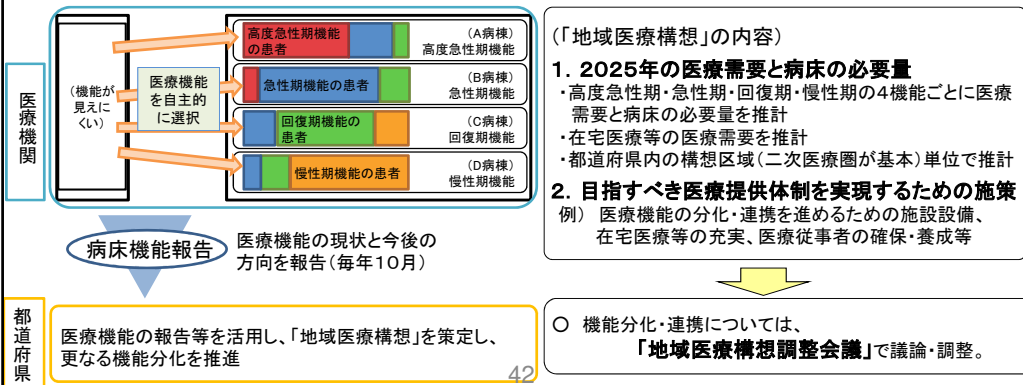 医療機関
(機能が
見えに
くい)
医療機能
を自主的
に選択
高度急性期機能
の患者
(A病棟)
高度急性期機能
急性期機能の患者
(B病棟)
急性期機能
回復期機能の
患者
(C病棟)
回復期機能
慢性期機能の患者
(D病棟)
慢性期機能
病床機能報告
医療機能の現状と今後の
方向を報告(毎年10月)
都道府県
医療機能の報告等を活用し、「地域医療構想」を策定し、
更なる機能分化を推進
(「地域医療構想」の内容)
1. 2025年の医療需要と病床の必要量
・高度急性期・急性期・回復期・慢性期の4機能ごとに医療
需要と病床の必要量を推計
・在宅医療等の医療需要を推計
・都道府県内の構想区域(二次医療圏が基本)単位で推計
2. 目指すべき医療提供体制を実現するための施策
例) 医療機能の分化・連携を進めるための施設設備、
在宅医療等の充実、医療従事者の確保・養成等
○ 機能分化・連携については、
「地域医療構想調整会議」で議論・調整。
42